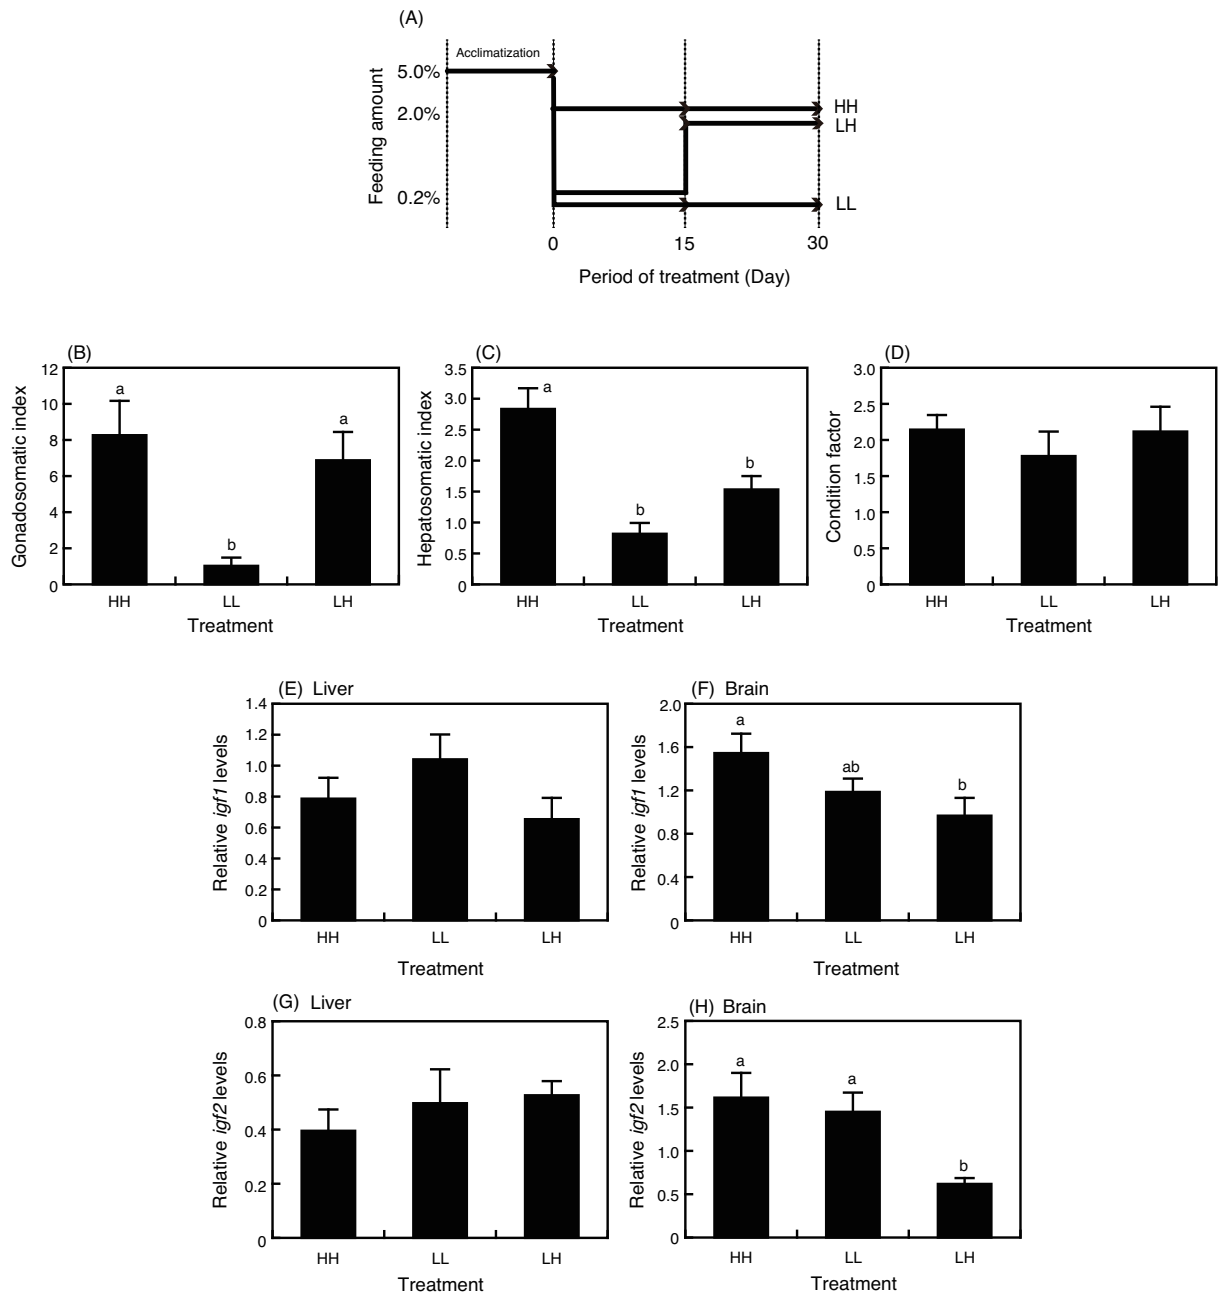 (A)
Acclimatization
Feeding amount
5.0%
2.0%
0.2%
HH
LH
LL
0 15 30
Period of treatment (Day)
(B)
Gonadosomatic index
12
10
8
6
4
2
0
a
b
a
HH LL LH
Treatment
(C)
Hepatosomatic index
3.5
3.0
2.5
2.0
1.5
1.0
0.5
0
a
b
b
HH LL LH
Treatment
(D)
Condition factor
3.0
2.5
2.0
1.5
1.0
0.5
0
HH LL LH
Treatment
(E) Liver
Relative igf1 levels
1.4
1.2
1.0
0.8
0.6
0.4
0.2
0
HH LL LH
Treatment
(F) Brain
Relative igf1 levels
2.0
1.6
1.2
0.8
0.4
0
a
ab
b
HH LL LH
Treatment
(G) Liver
Relative igf2 levels
0.8
0.6
0.4
0.2
0
HH LL LH
Treatment
(H) Brain
Relative igf2 levels
2.5
2.0
1.5
1.0
0.5
0
a
a
b
HH LL LH
Treatment